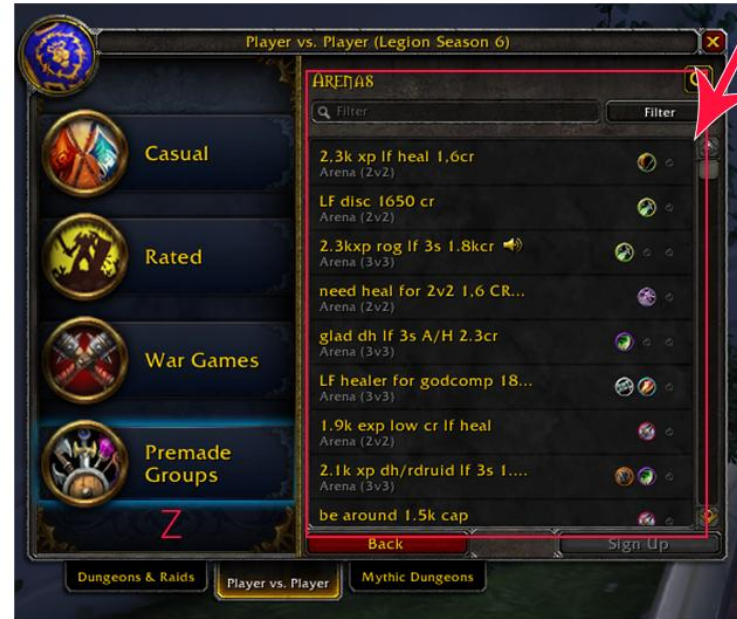 Player vs. Player (Legion Season 6)
Casual
Rated
War Games
Premade
Groups
Z
Arenas
Filter
Filter
2,3k xp lf heal 1,6cr
Arena (2v2)
LF disc 1650 cr
Arena (2v2)
2.3kxp rog lf 3s 1.8kcr
Arena (3v3)
need heal for 2v2 1,6 CR...
Arena (2v2)
glad dh lf 3s A/H 2.3cr
Arena (3v3)
LF healer for godcomp 18...
Arena (3v3)
1.9k exp low cr lf heal
Arena (2v2)
2.1k xp dh/rdruid lf 3s 1....
Arena (3v3)
be around 1.5k cap
Back
Sign Up
Dungeons & Raids
Player vs. Player
Mythic Dungeons